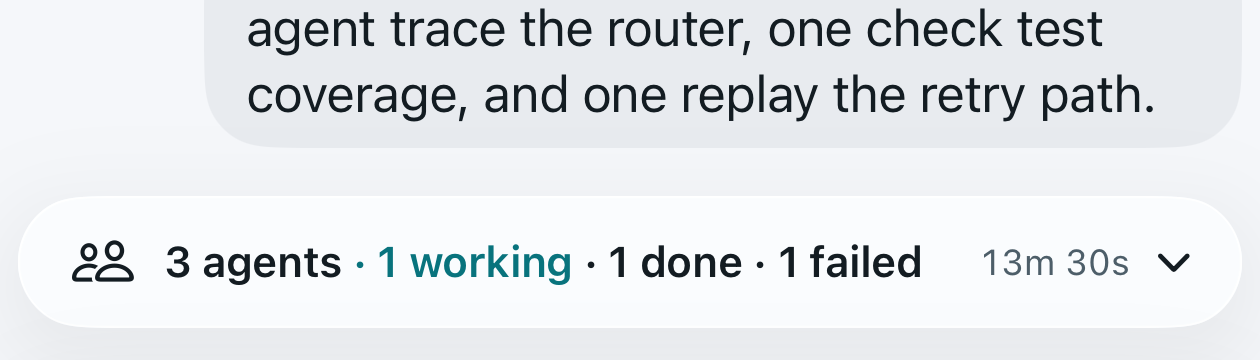 agent trace the router, one check test
coverage, and one replay the retry path.
3 agents · 1 working · 1 done · 1 failed 13m 30s